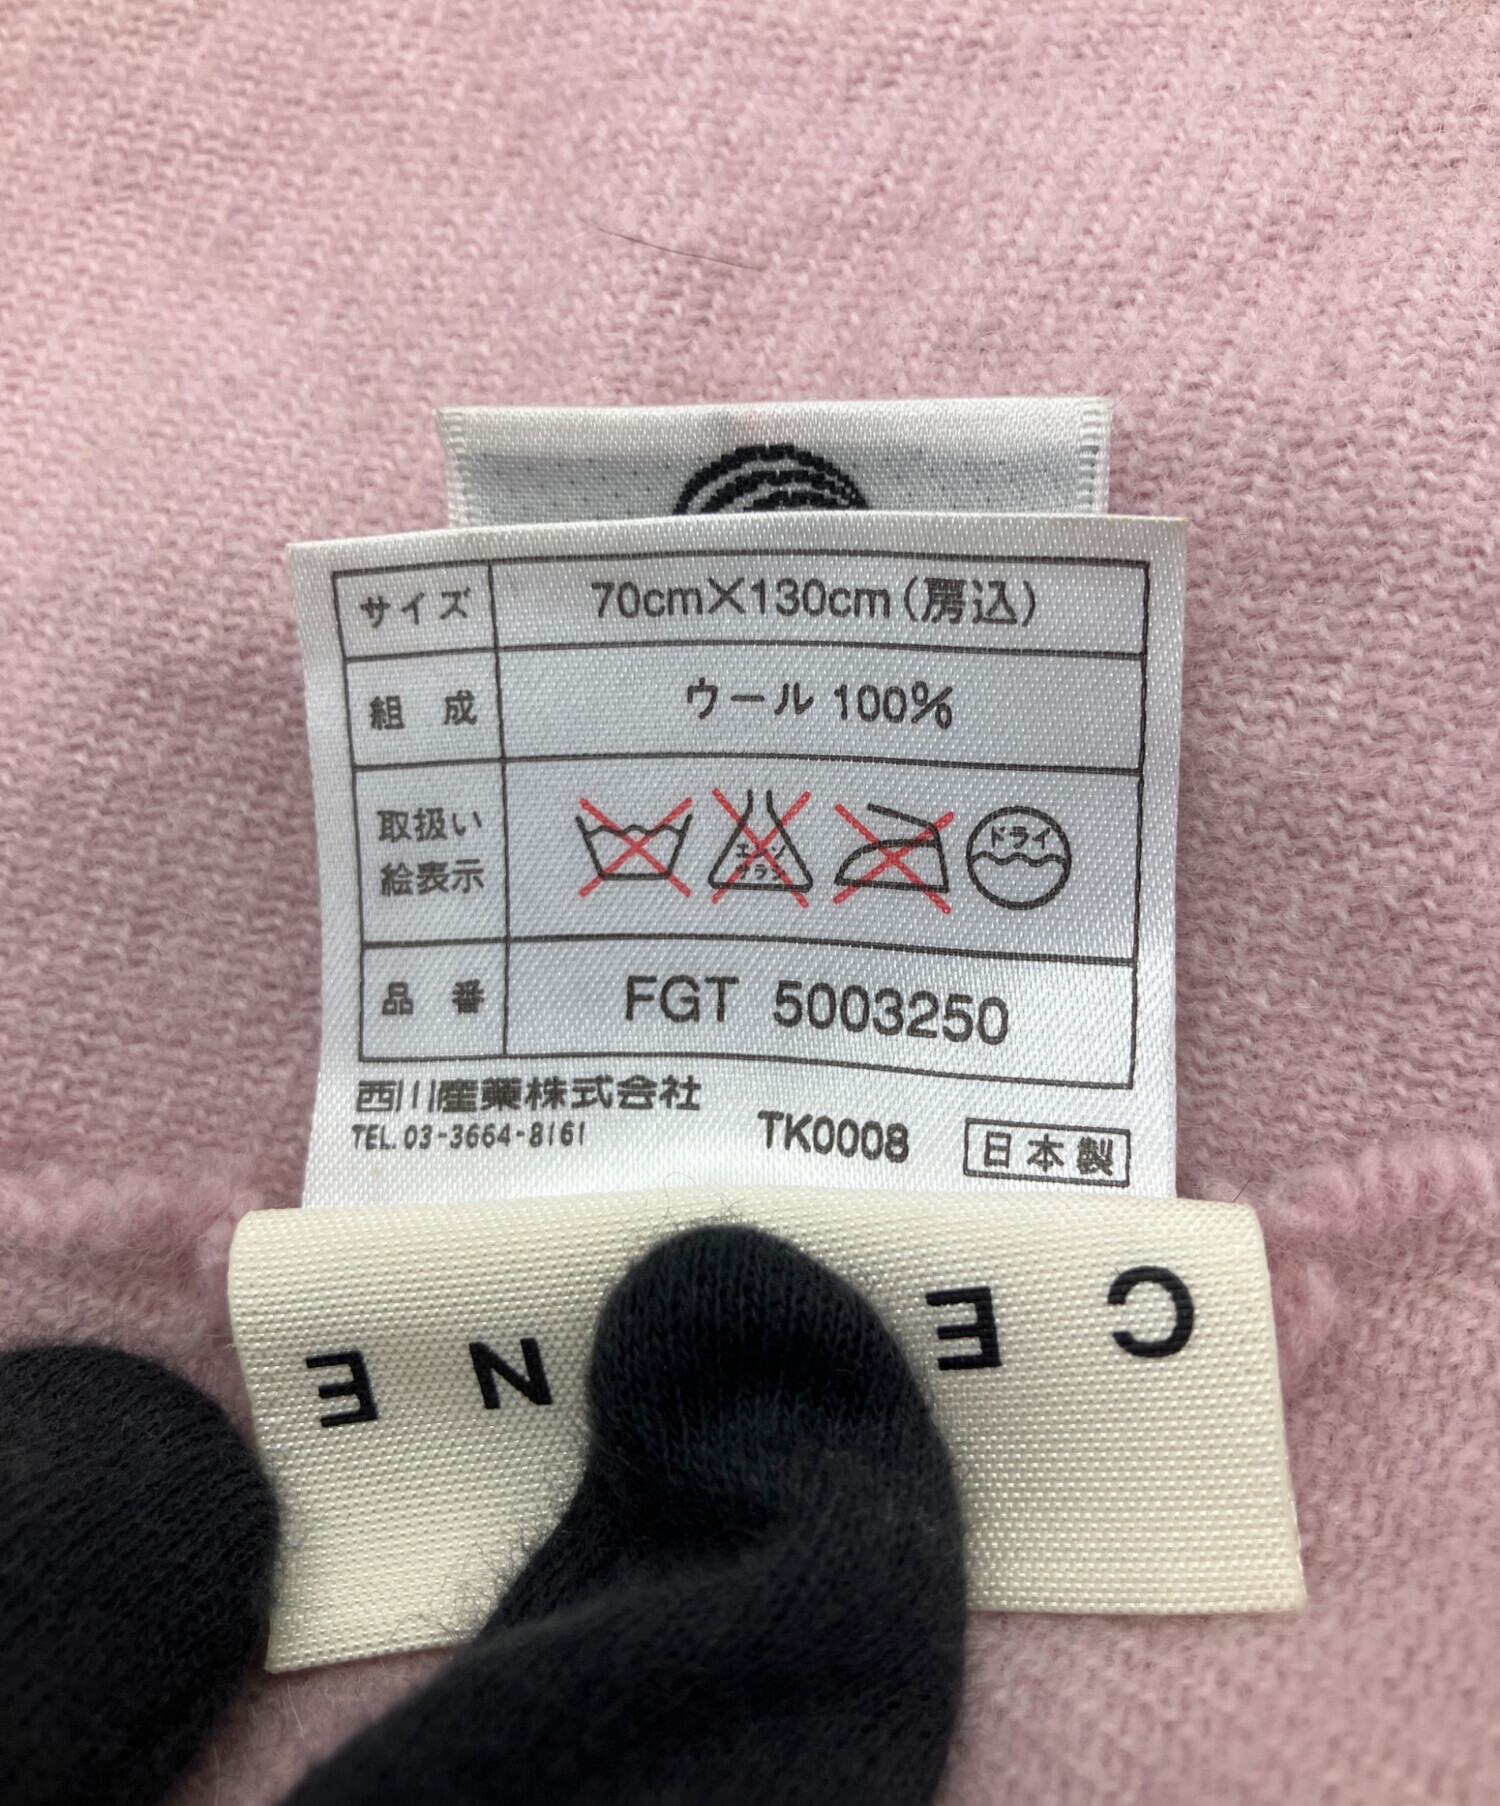 サイズ 70cm×130cm(房込)
組成 ウール 100%
取扱い
絵表示
ドライ
品番 FGT 5003250
西川産業株式会社
TEL. 03-3664-8161 TK0008 日本製
C E N E